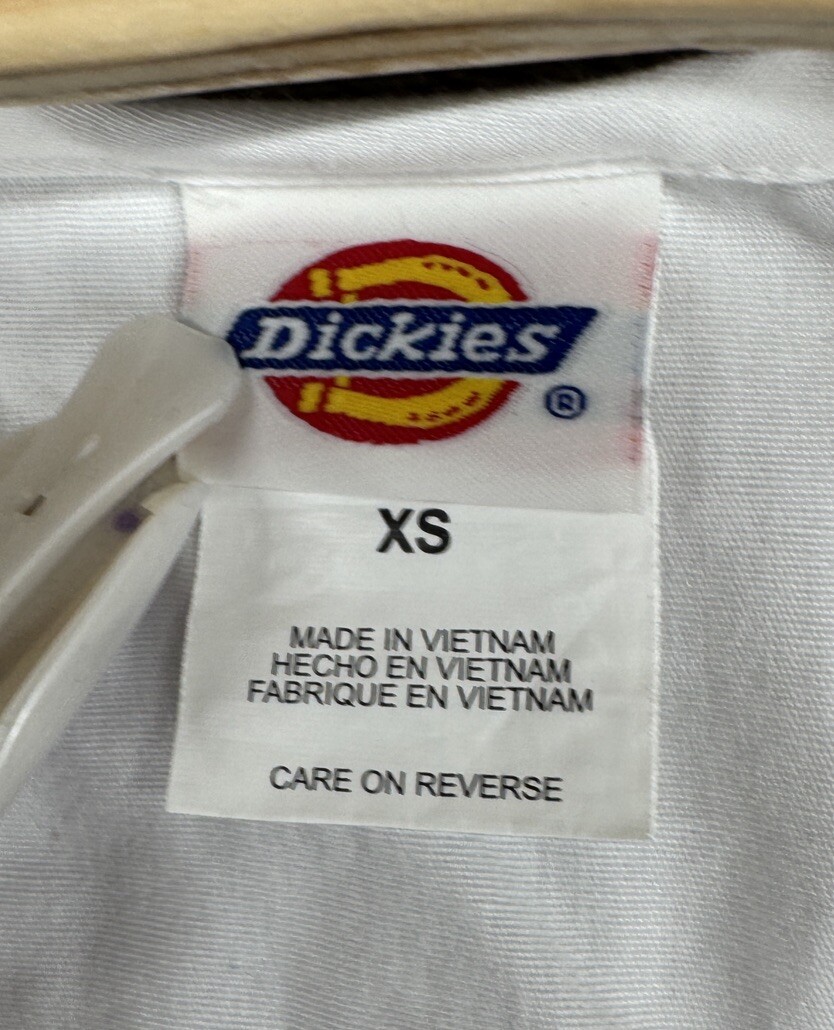 Dickies
®
XS
MADE IN VIETNAM
HECHO EN VIETNAM
FABRIQUE EN VIETNAM
CARE ON REVERSE